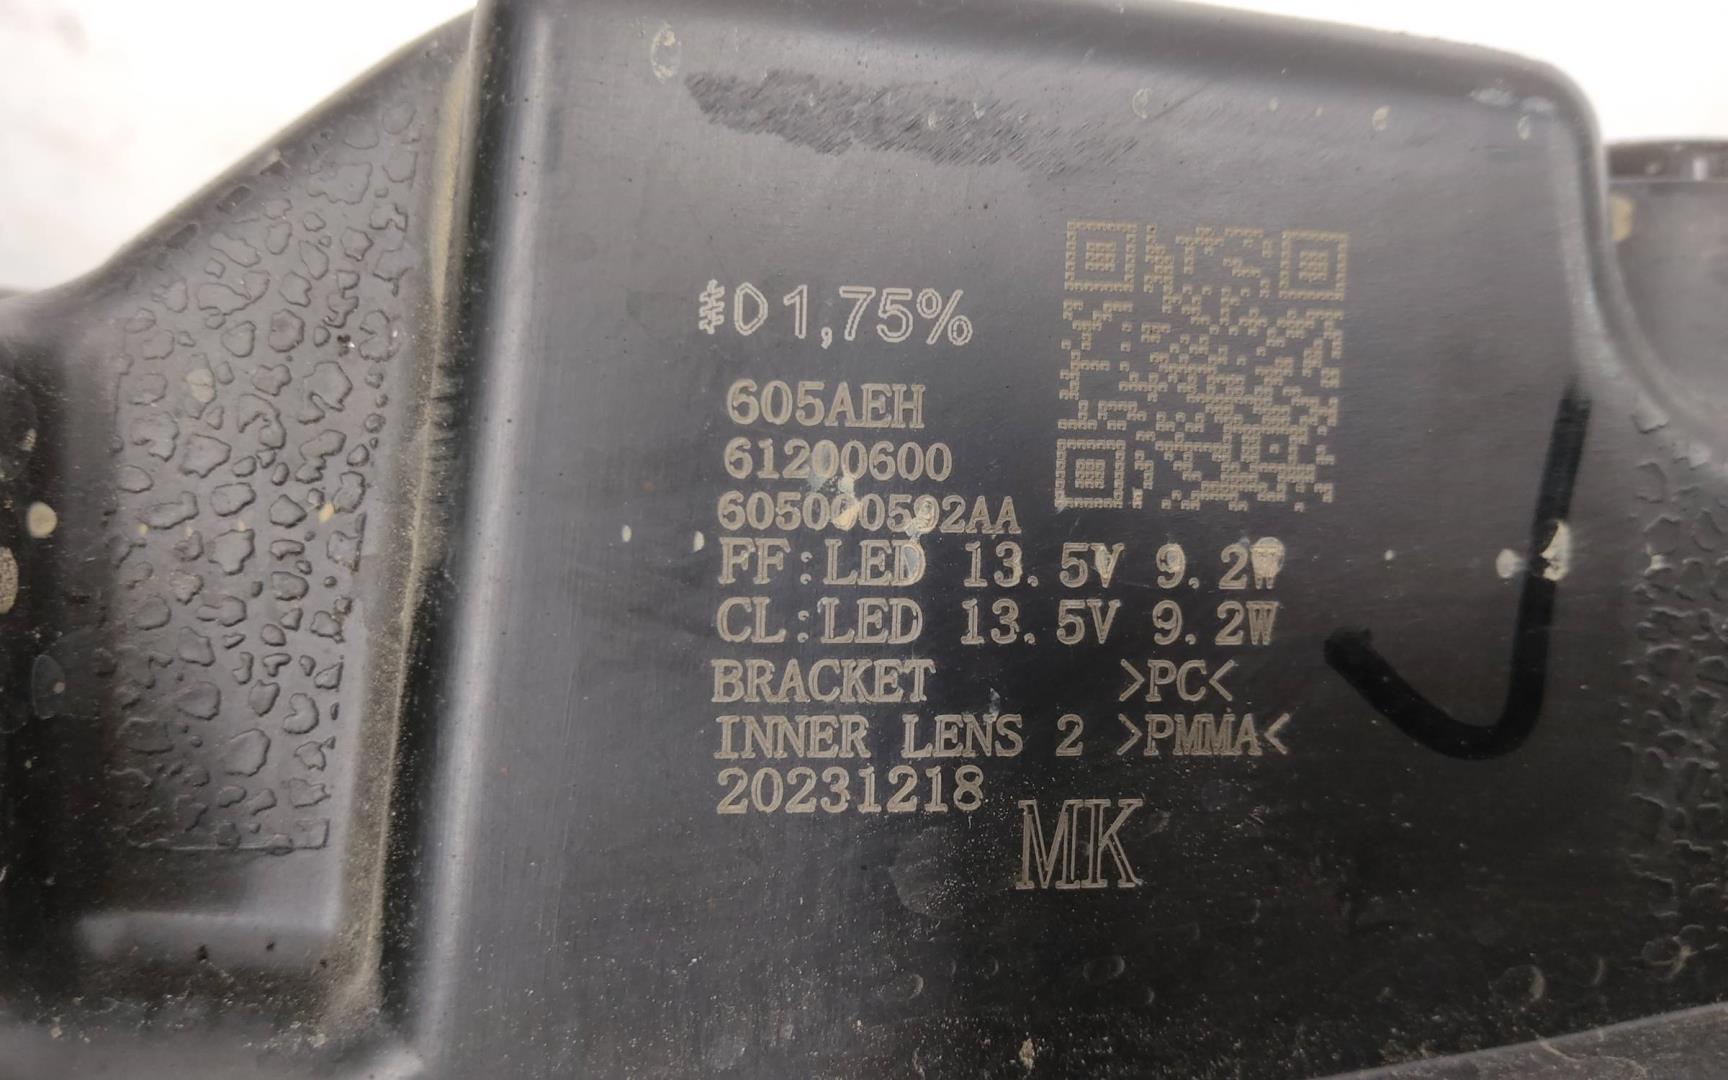 D1,75%
605AEH
61200600
605000592AA
FF:LED 13.5V 9.2W
CL:LED 13.5V 9.2W
BRACKET >PC<
INNER LENS 2 >PMMA<
20231218
MK